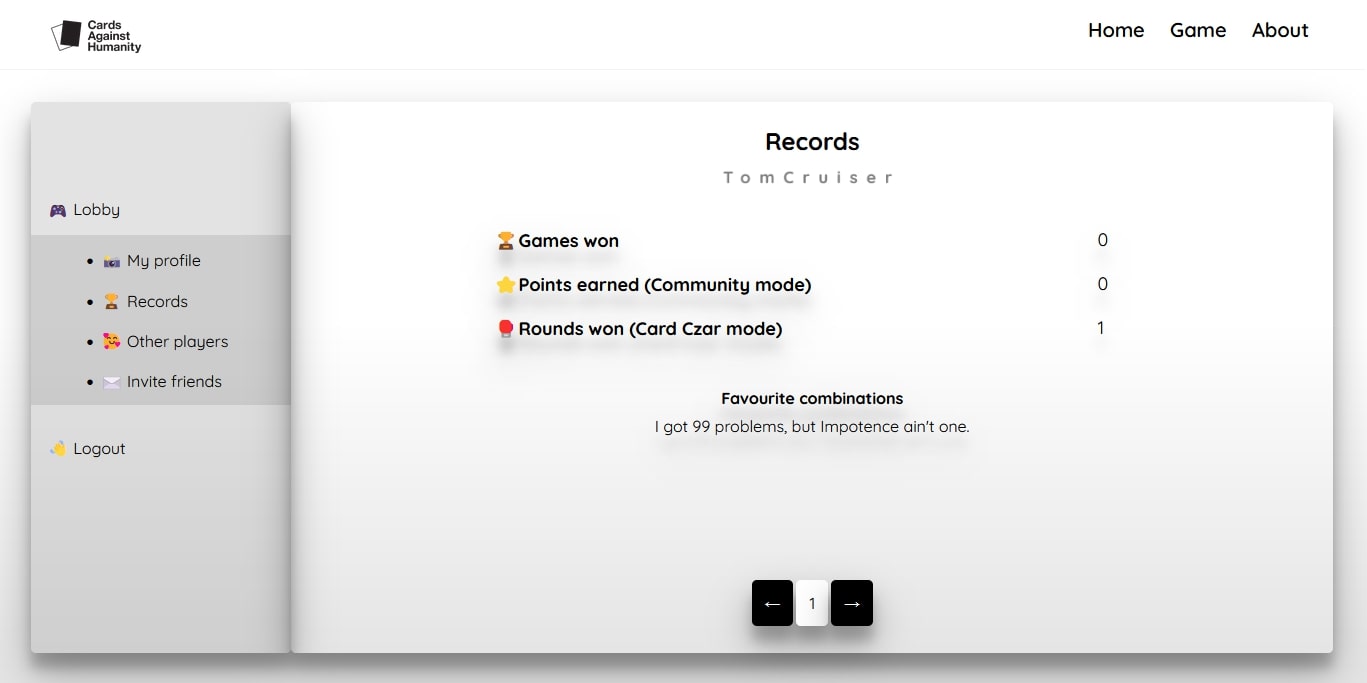 Cards
Against
Humanity
Home Game About
Lobby
My profile
Records
Other players
Invite friends
Logout
Records
TomCruiser
Games won 0
Points earned (Community mode) 0
Rounds won (Card Czar mode) 1
Favourite combinations
I got 99 problems, but Impotence ain't one.
← 1 →